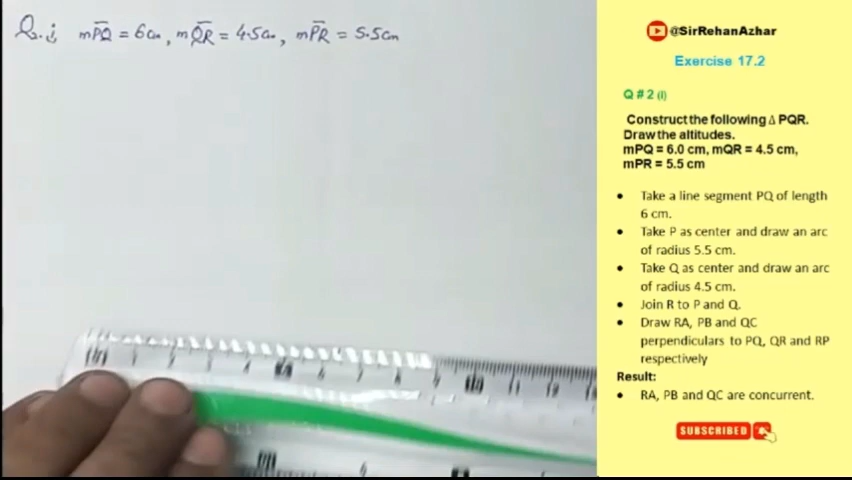 Q.i mPQ = 6cm, mQR = 4.5cm, mPR = 5.5cm
@SirRehanAzhar
Exercise 17.2
Q # 2 (I)
Construct the following Δ PQR.
Draw the altitudes.
mPQ = 6.0 cm, mQR = 4.5 cm,
mPR = 5.5 cm
• Take a line segment PQ of length
6 cm.
• Take P as center and draw an arc
of radius 5.5 cm.
• Take Q as center and draw an arc
of radius 4.5 cm.
• Join R to P and Q.
• Draw RA, PB and QC
perpendiculars to PQ, QR and RP
respectively
Result:
• RA, PB and QC are concurrent.
SUBSCRIBED